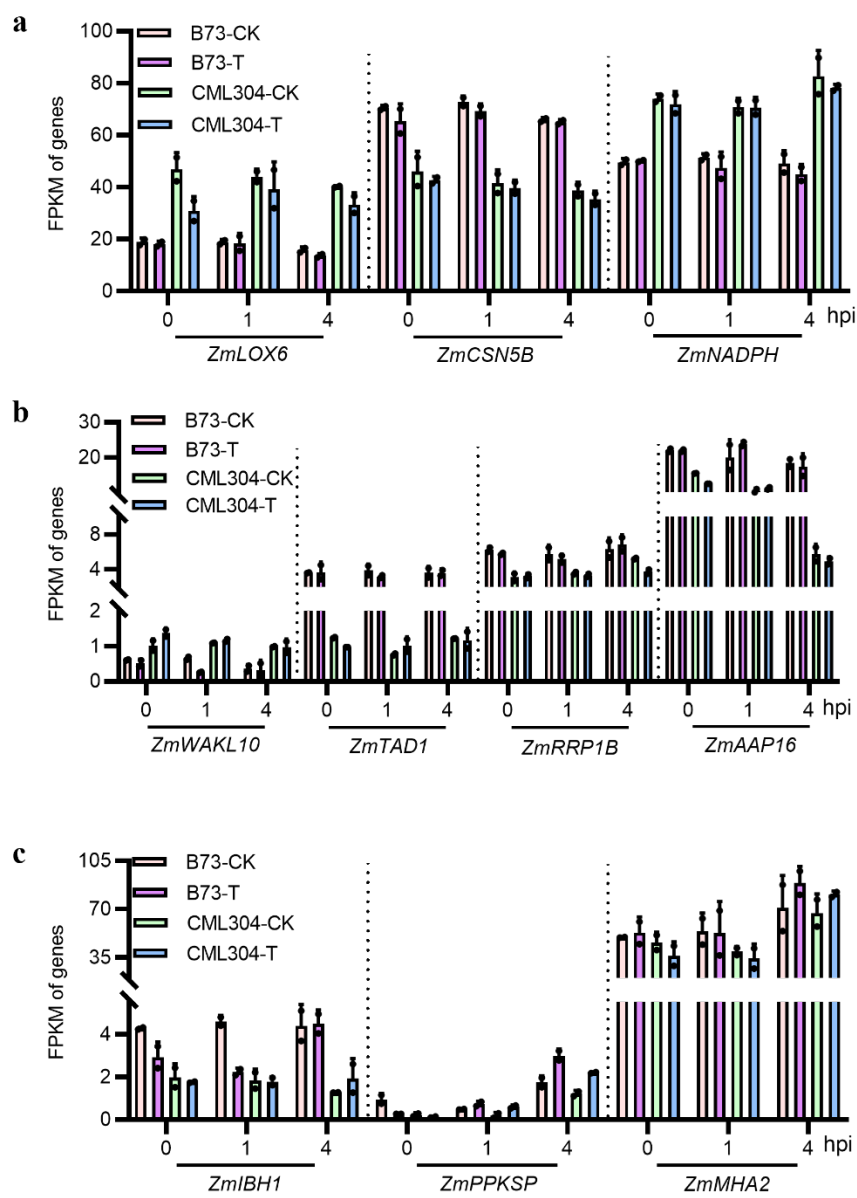 a
B73-CK
B73-T
CML304-CK
CML304-T
FPKM of genes
100
80
60
40
20
0
0 1 4 0 1 4 0 1 4 hpi
ZmLOX6 ZmCSN5B ZmNADPH
b
B73-CK
B73-T
CML304-CK
CML304-T
FPKM of genes
30
20
8
4
2
1
0
0 1 4 0 1 4 0 1 4 0 1 4 hpi
ZmWAKL10 ZmTAD1 ZmRRP1B ZmAAP16
c
B73-CK
B73-T
CML304-CK
CML304-T
FPKM of genes
105
70
35
4
2
0
0 1 4 0 1 4 0 1 4 hpi
ZmIBH1 ZmPPKSP ZmMHA2